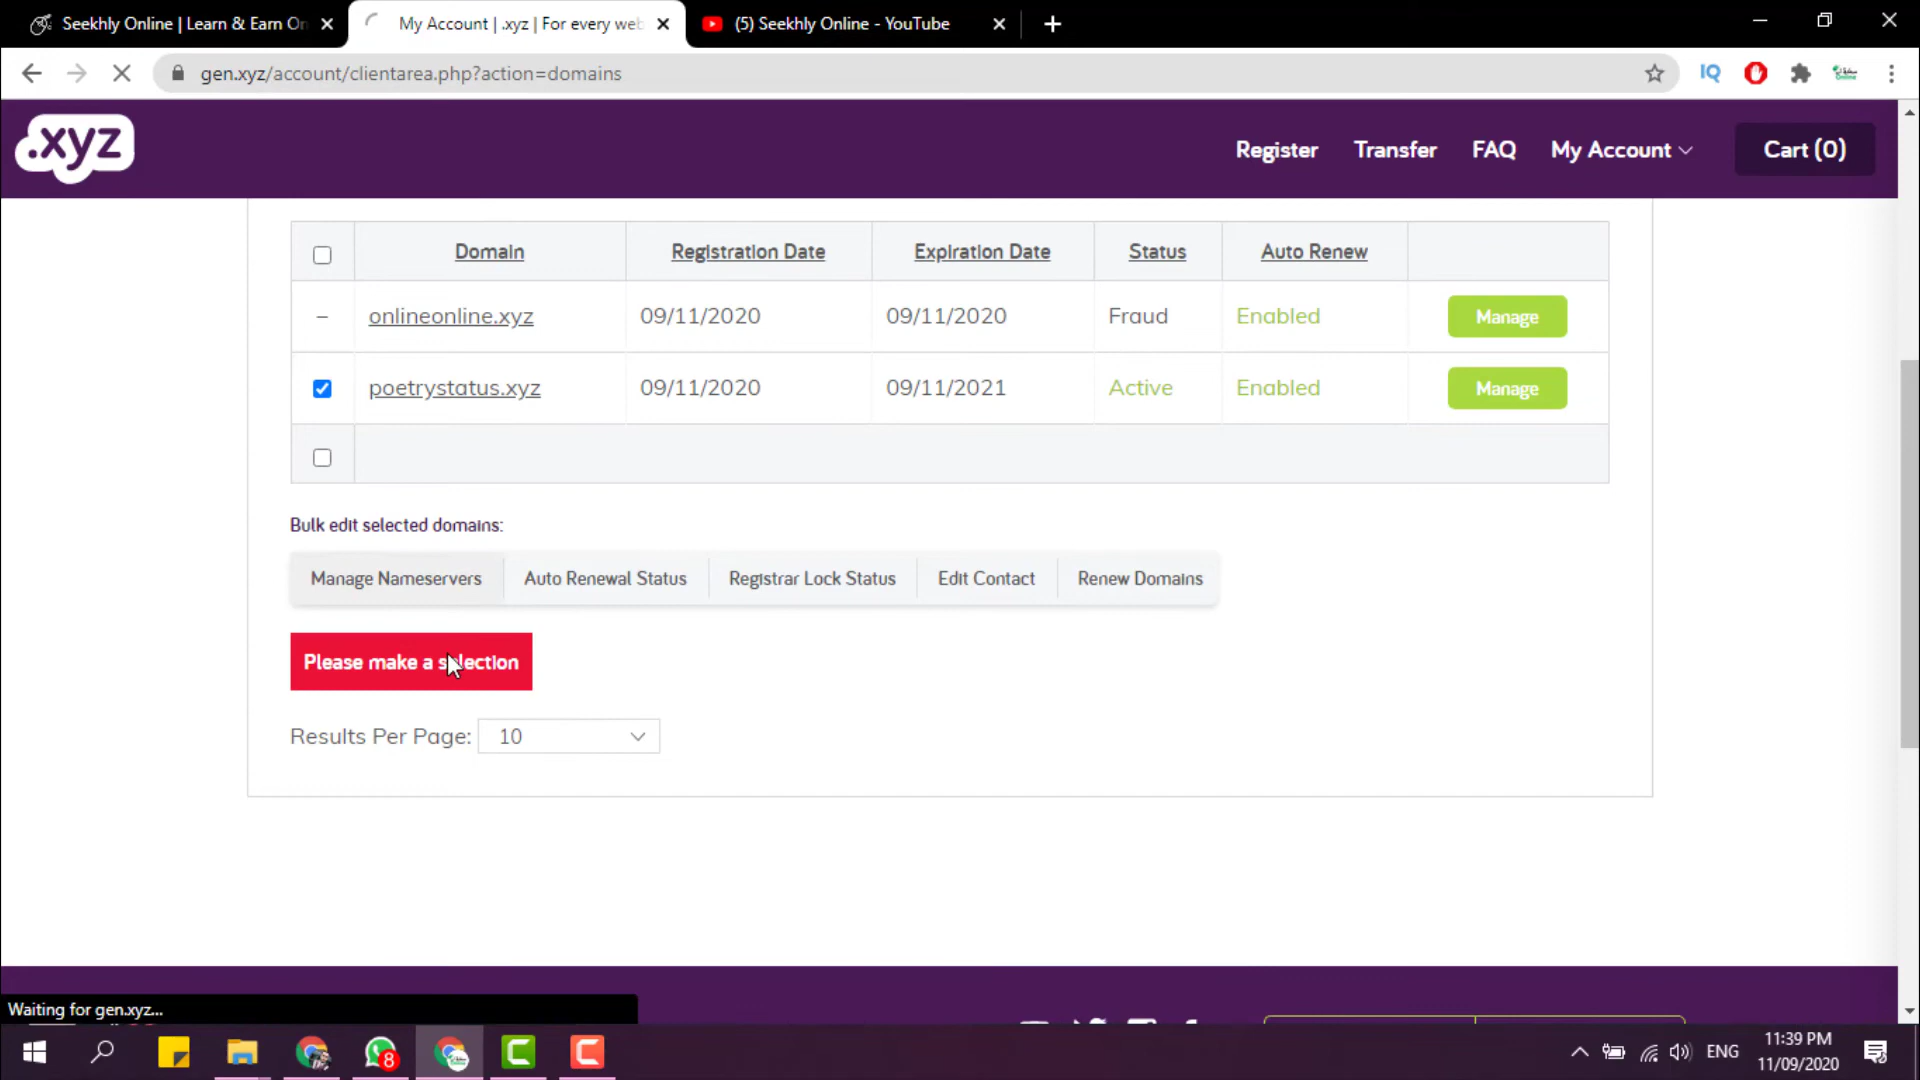 Seekhly Online | Learn & Earn On
My Account | .xyz | For every web
(5) Seekhly Online - YouTube
gen.xyz/account/clientarea.php?action=domains
IQ
.xyz
Register
Transfer
FAQ
My Account
Cart (0)
Domain
Registration Date
Expiration Date
Status
Auto Renew
onlineonline.xyz
09/11/2020
09/11/2020
Fraud
Enabled
Manage
poetrystatus.xyz
09/11/2020
09/11/2021
Active
Enabled
Manage
Bulk edit selected domains:
Manage Nameservers
Auto Renewal Status
Registrar Lock Status
Edit Contact
Renew Domains
Please make a selection
Results Per Page:
10
Waiting for gen.xyz...
8
ENG
11:39 PM
11/09/2020